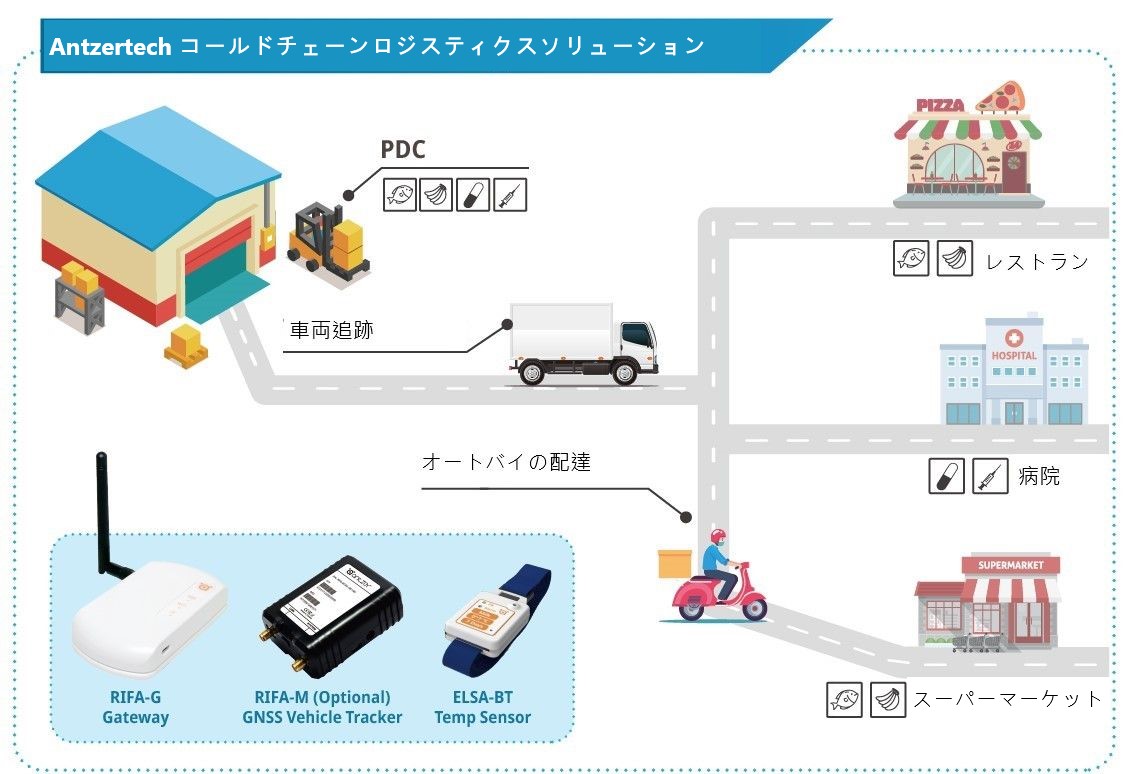 Antzertech コールドチェーンロジスティクスソリューション
PDC
PIZZA
レストラン
車両追跡
HOSPITAL
病院
オートバイの配達
SUPERMARKET
スーパーマーケット
RIFA-G
Gateway
RIFA-M (Optional)
GNSS Vehicle Tracker
ELSA-BT
Temp Sensor